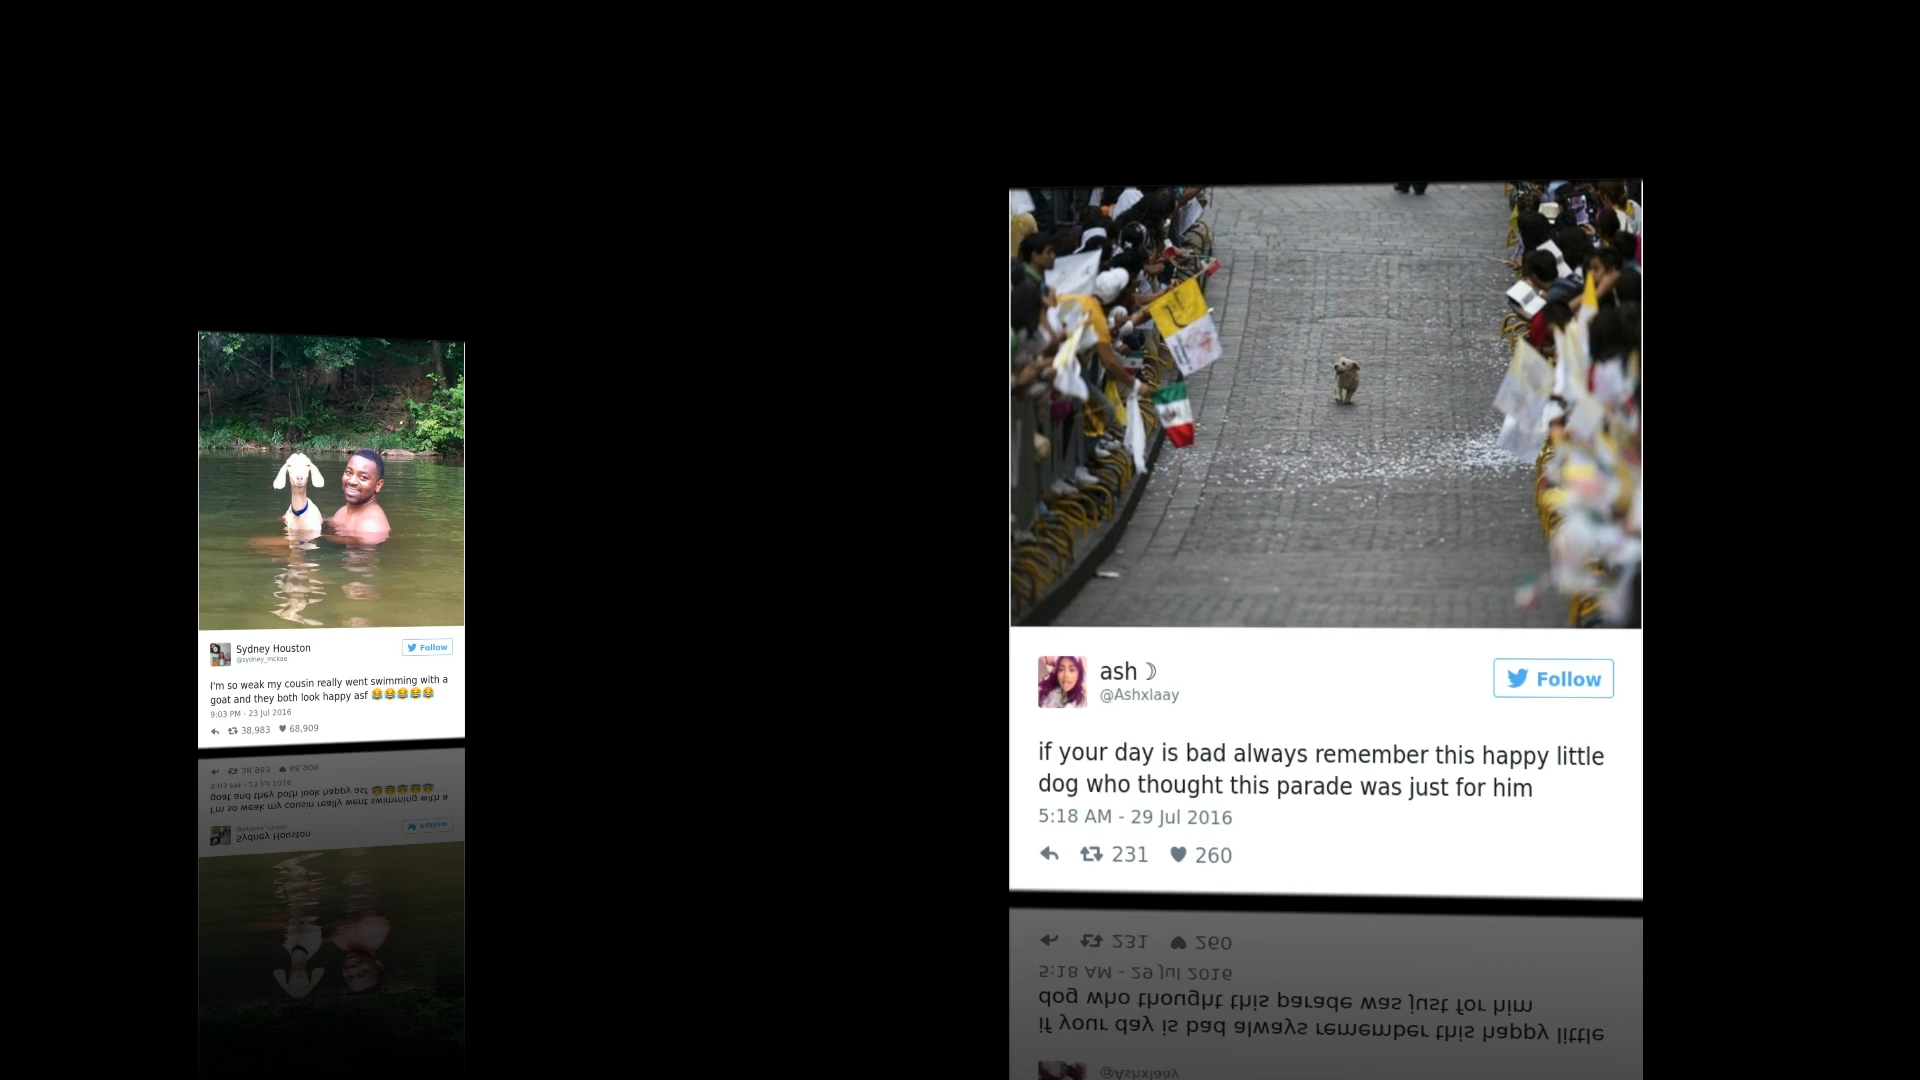 Sydney Houston
@sydney_mckae
Follow
I'm so weak my cousin really went swimming with a
goat and they both look happy asf 😂😂😂😂😂
9:03 PM - 23 Jul 2016
38,983 68,909
ash☽
@Ashxlaay
Follow
if your day is bad always remember this happy little
dog who thought this parade was just for him
5:18 AM - 29 Jul 2016
231 260